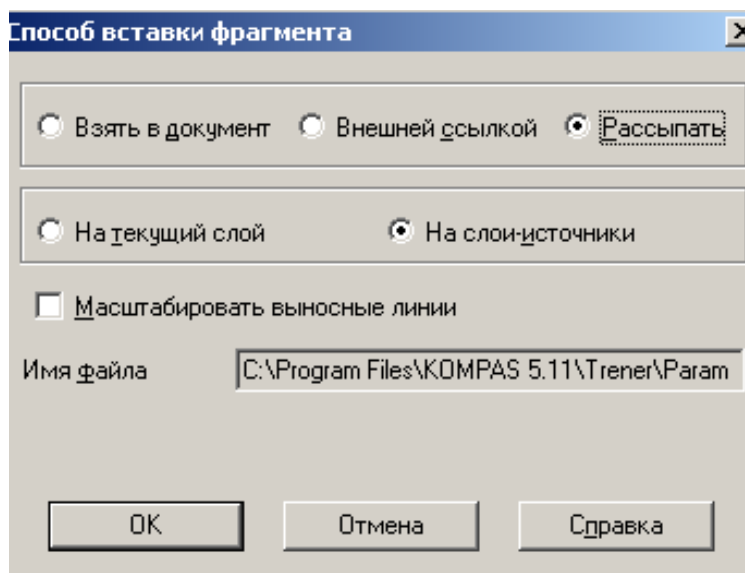 Способ вставки фрагмента
Взять в документ Внешней ссылкой Рассыпать
На текущий слой На слои-источники
Масштабировать выносные линии
Имя файла C:\Program Files\KOMPAS 5.11\Trener\Param
OK Отмена Справка